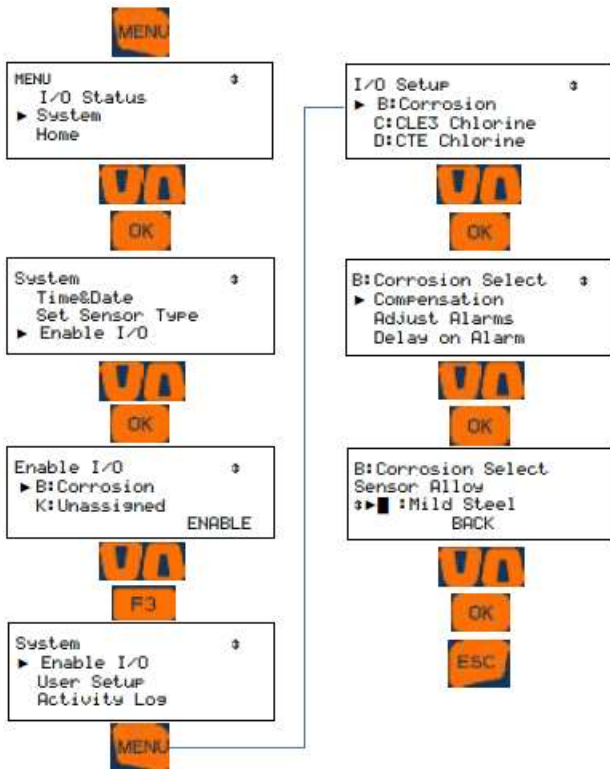 MENU
MENU
I/O Status
► System
Home
OK
System
Time&Date
Set Sensor Type
► Enable I/O
OK
Enable I/O
►B:Corrosion
K:Unassigned
ENABLE
F3
System
► Enable I/O
User Setup
Activity Log
MENU
I/O Setup
► B:Corrosion
C:CLE3 Chlorine
D:CTE Chlorine
OK
B:Corrosion Select
► Compensation
Adjust Alarms
Delay on Alarm
OK
B:Corrosion Select
Sensor Alloy
↕►█ :Mild Steel
BACK
OK
ESC